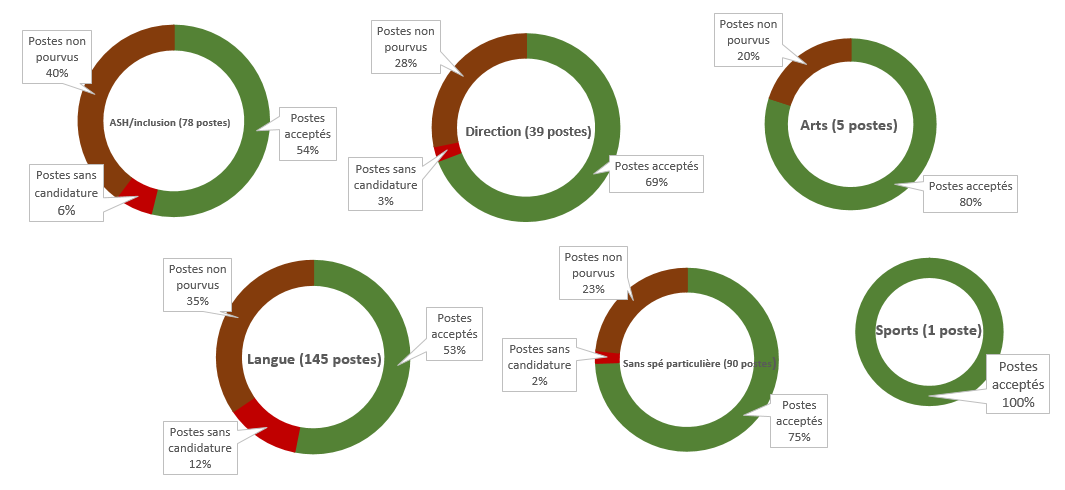 Postes non
pourvus
40%
ASH/inclusion (78 postes)
Postes
acceptés
54%
Postes sans
candidature
6%
Postes non
pourvus
28%
Direction (39 postes)
Postes sans
candidature
3%
Postes acceptés
69%
Postes non
pourvus
20%
Arts (5 postes)
Postes acceptés
80%
Postes non
pourvus
35%
Langue (145 postes)
Postes
acceptés
53%
Postes sans
candidature
12%
Postes non
pourvus
23%
Postes sans
candidature
2%
Sans spé particulière (90 postes)
Postes
acceptés
75%
Sports (1 poste)
Postes
acceptés
100%